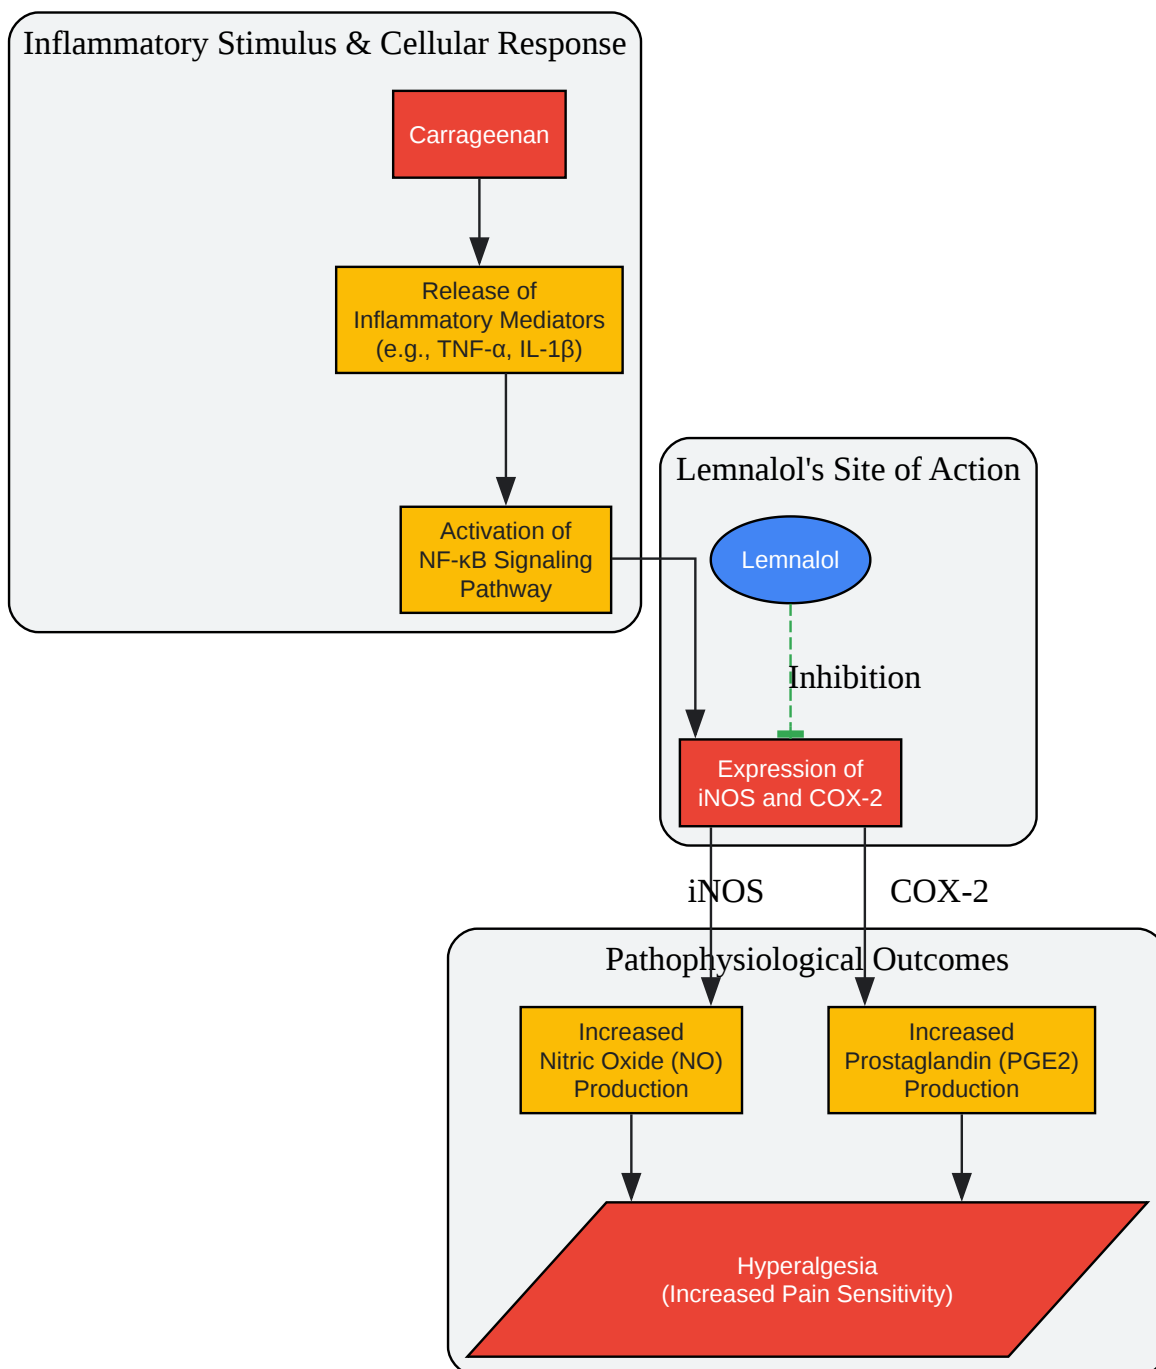 Inflammatory Stimulus & Cellular Response
Carrageenan
Release of
Inflammatory Mediators
(e.g., TNF-α, IL-1β)
Activation of
NF-κB Signaling
Pathway
Lemnalol's Site of Action
Lemnalol
Inhibition
Expression of
iNOS and COX-2
iNOS
COX-2
Pathophysiological Outcomes
Increased
Nitric Oxide (NO)
Production
Increased
Prostaglandin (PGE2)
Production
Hyperalgesia
(Increased Pain Sensitivity)